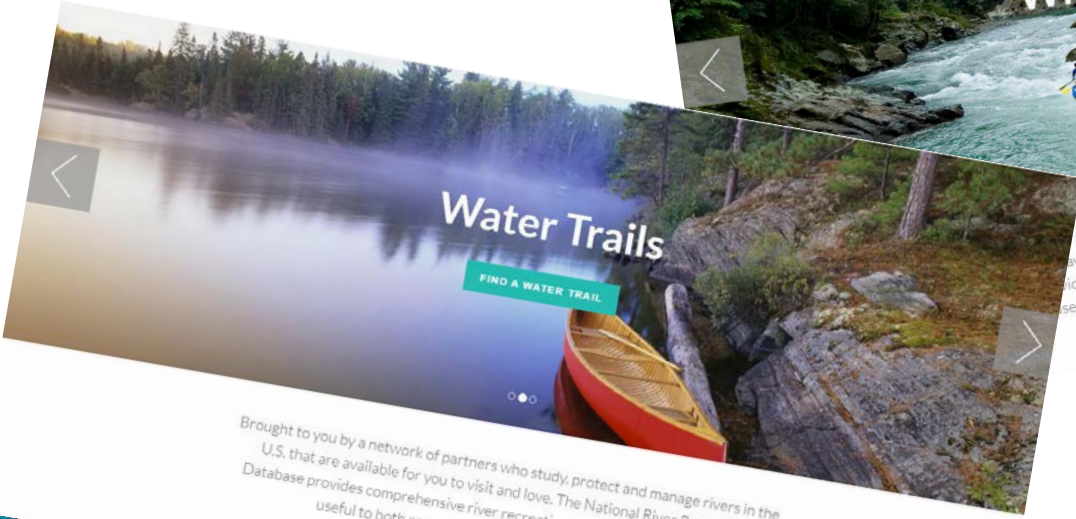 Water Trails
FIND A WATER TRAIL
Brought to you by a network of partners who study, protect and manage rivers in the
U.S. that are available for you to visit and love. The National River
Database provides comprehensive river
useful to both